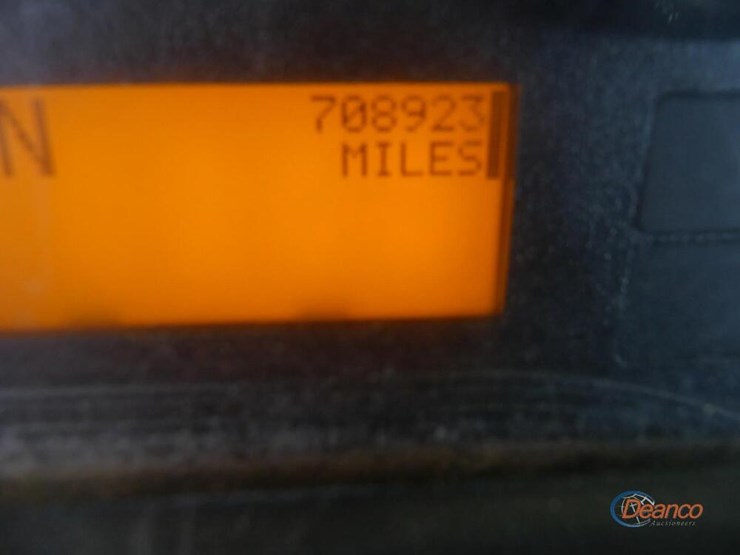 N
708923
MILES
Deanco
Auctioneers